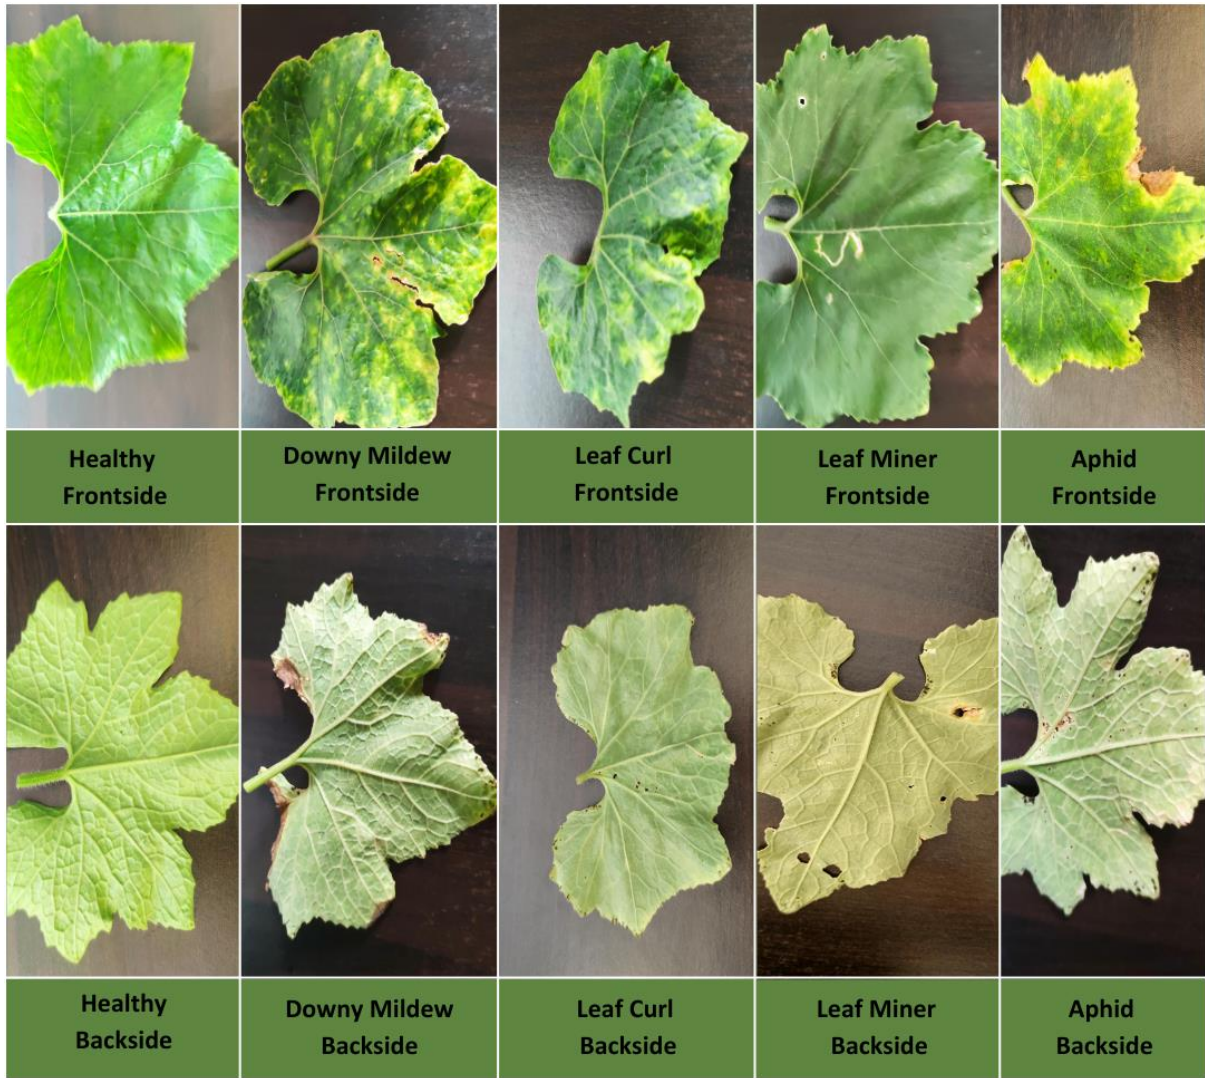 Healthy
Frontside
Downy Mildew
Frontside
Leaf Curl
Frontside
Leaf Miner
Frontside
Aphid
Frontside
Healthy
Backside
Downy Mildew
Backside
Leaf Curl
Backside
Leaf Miner
Backside
Aphid
Backside